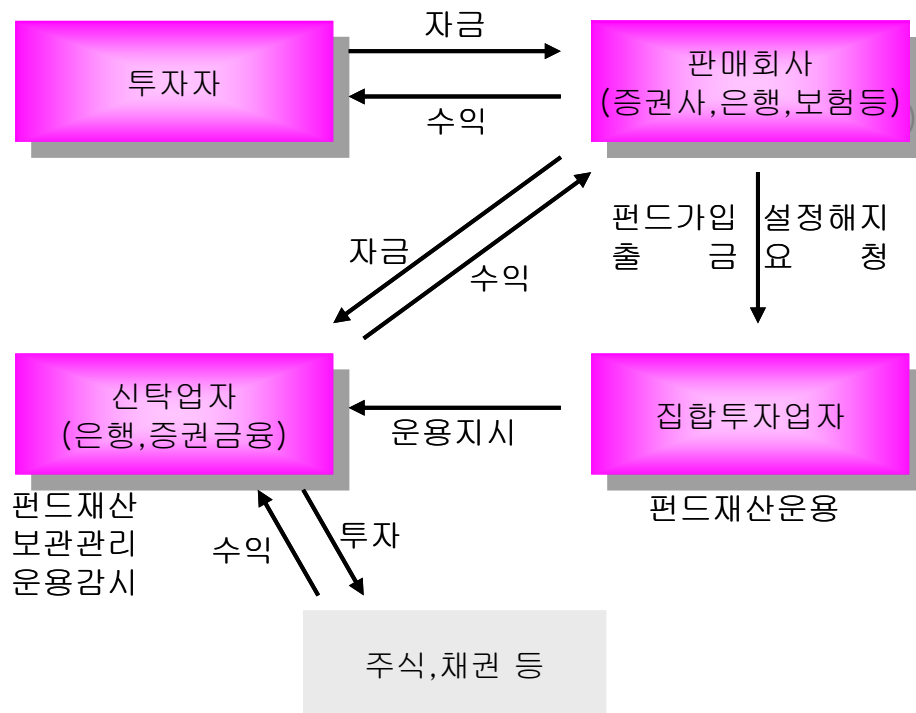 자금
투자자
판매회사
(증권사,은행,보험등)
수익
펀드가입
출 금
설정해지
요 청
자금
수익
신탁업자
(은행,증권금융)
운용지시
집합투자업자
펀드재산
보관관리
운용감시
펀드재산운용
수익
투자
주식,채권 등